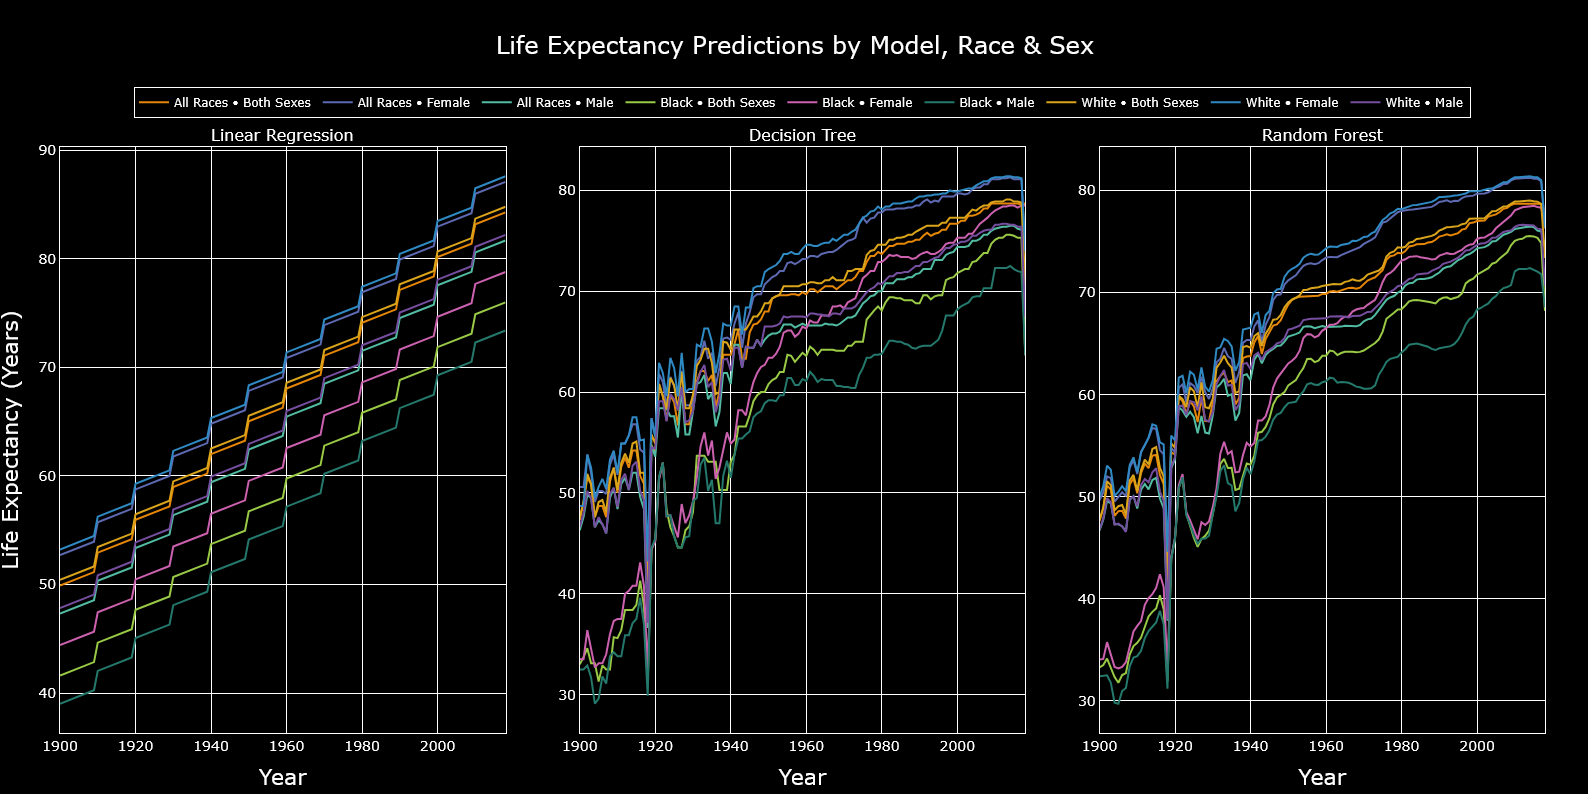 Life Expectancy Predictions by Model, Race & Sex
All Races • Both Sexes All Races • Female All Races • Male Black • Both Sexes Black • Female Black • Male White • Both Sexes White • Female White • Male
Linear Regression
Decision Tree
Random Forest
Life Expectancy (Years)
90
80
70
60
50
40
1900 1920 1940 1960 1980 2000
Year
80
70
60
50
40
30
1900 1920 1940 1960 1980 2000
Year
80
70
60
50
40
30
1900 1920 1940 1960 1980 2000
Year